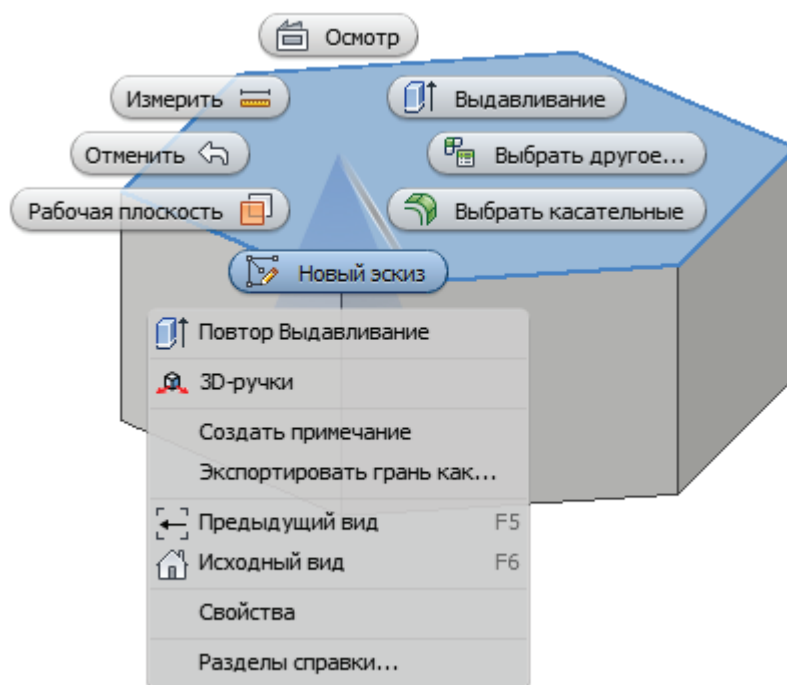 Осмотр
Измерить
Выдавливание
Отменить
Выбрать другое...
Рабочая плоскость
Выбрать касательные
Новый эскиз
Повтор Выдавливание
3D-ручки
Создать примечание
Экспортировать грань как...
Предыдущий вид F5
Исходный вид F6
Свойства
Разделы справки...